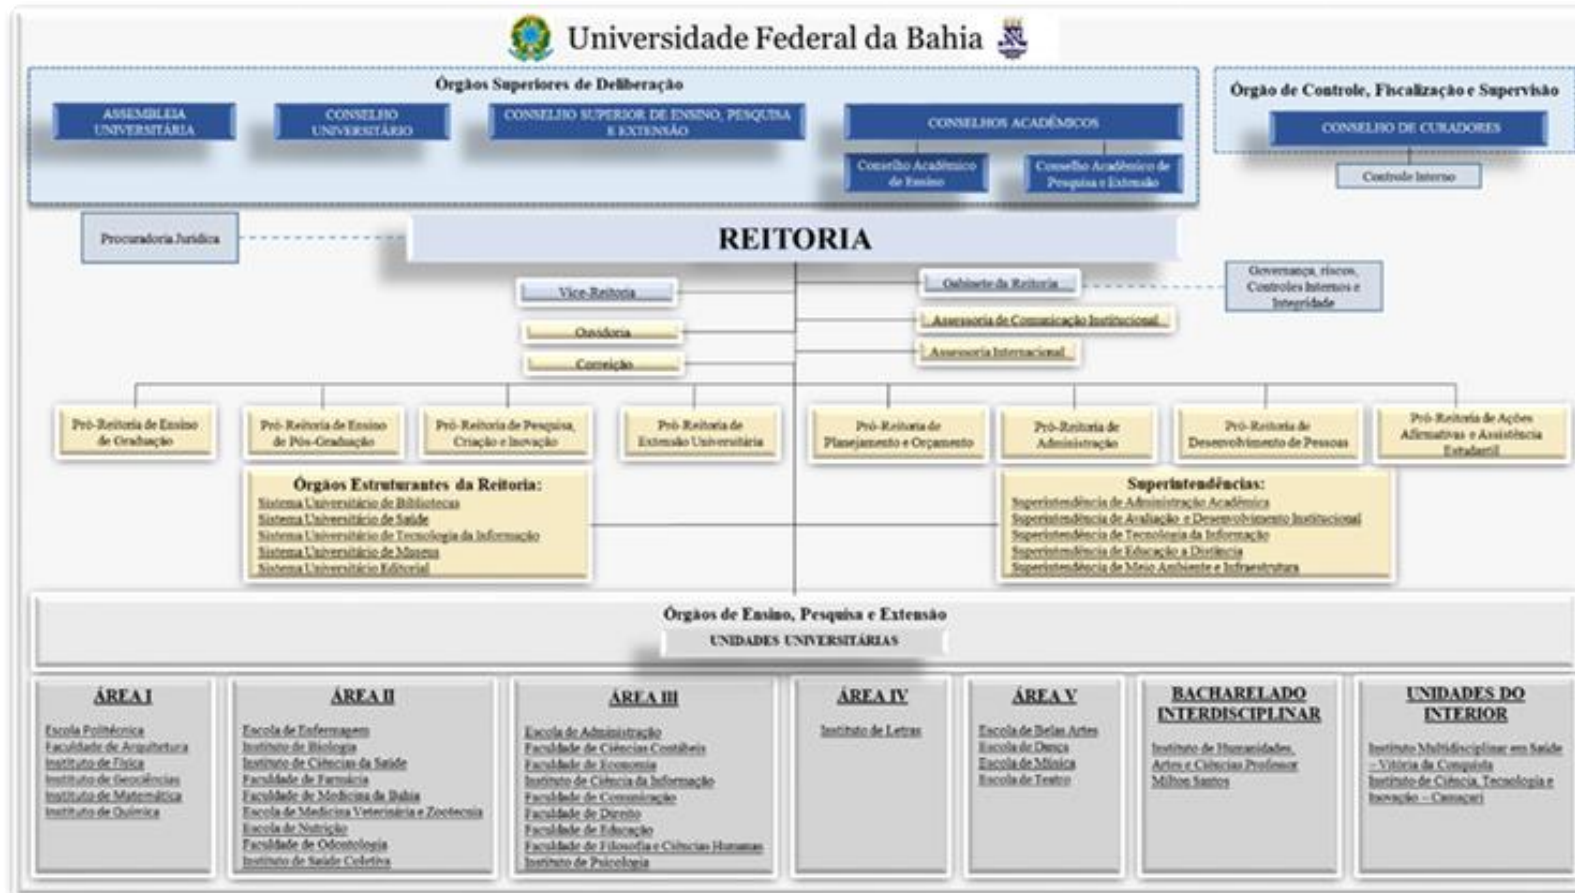 Universidade Federal da Bahia
Órgãos Superiores de Deliberação
ASSEMBLEIA
UNIVERSITÁRIA
CONSELHO
UNIVERSITÁRIO
CONSELHO SUPERIOR DE ENSINO, PESQUISA
E EXTENSÃO
CONSELHOS ACADÊMICOS
Conselho Acadêmico
de Ensino
Conselho Acadêmico de
Pesquisa e Extensão
Órgão de Controle, Fiscalização e Supervisão
CONSELHO DE CURADORES
Controle Interno
Procuradoria Jurídica
REITORIA
Vice-Reitoria
Gabinete da Reitoria
Governança, riscos,
Controles Internos e
Integridade
Ouvidoria
Assessoria de Comunicação Institucional
Correição
Assessoria Internacional
Pró-Reitoria de Ensino
de Graduação
Pró-Reitoria de Ensino
de Pós-Graduação
Pró-Reitoria de Pesquisa,
Criação e Inovação
Pró-Reitoria de
Extensão Universitária
Pró-Reitoria de
Planejamento e Orçamento
Pró-Reitoria de
Administração
Pró-Reitoria de
Desenvolvimento de Pessoas
Pró-Reitoria de Ações
Afirmativas e Assistência
Estudantil
Órgãos Estruturantes da Reitoria:
Sistema Universitário de Bibliotecas
Sistema Universitário de Saúde
Sistema Universitário de Tecnologia da Informação
Sistema Universitário de Museus
Sistema Universitário Editorial
Superintendências:
Superintendência de Administração Acadêmica
Superintendência de Avaliação e Desenvolvimento Institucional
Superintendência de Tecnologia da Informação
Superintendência de Educação a Distância
Superintendência de Meio Ambiente e Infraestrutura
Órgãos de Ensino, Pesquisa e Extensão
UNIDADES UNIVERSITÁRIAS
ÁREA I
Escola Politécnica
Faculdade de Arquitetura
Instituto de Física
Instituto de Geociências
Instituto de Matemática
Instituto de Química
ÁREA II
Escola de Enfermagem
Instituto de Biologia
Instituto de Ciências da Saúde
Faculdade de Farmácia
Faculdade de Medicina da Bahia
Escola de Medicina Veterinária e Zootecnia
Escola de Nutrição
Faculdade de Odontologia
Instituto de Saúde Coletiva
ÁREA III
Escola de Administração
Faculdade de Ciências Contábeis
Faculdade de Economia
Instituto de Ciência da Informação
Faculdade de Comunicação
Faculdade de Direito
Faculdade de Educação
Faculdade de Filosofia e Ciências Humanas
Instituto de Psicologia
ÁREA IV
Instituto de Letras
ÁREA V
Escola de Belas Artes
Escola de Dança
Escola de Música
Escola de Teatro
BACHARELADO
INTERDISCIPLINAR
Instituto de Humanidades,
Artes e Ciências Professor
Milton Santos
UNIDADES DO
INTERIOR
Instituto Multidisciplinar em Saúde
– Vitória da Conquista
Instituto de Ciência, Tecnologia e
Inovação – Camaçari